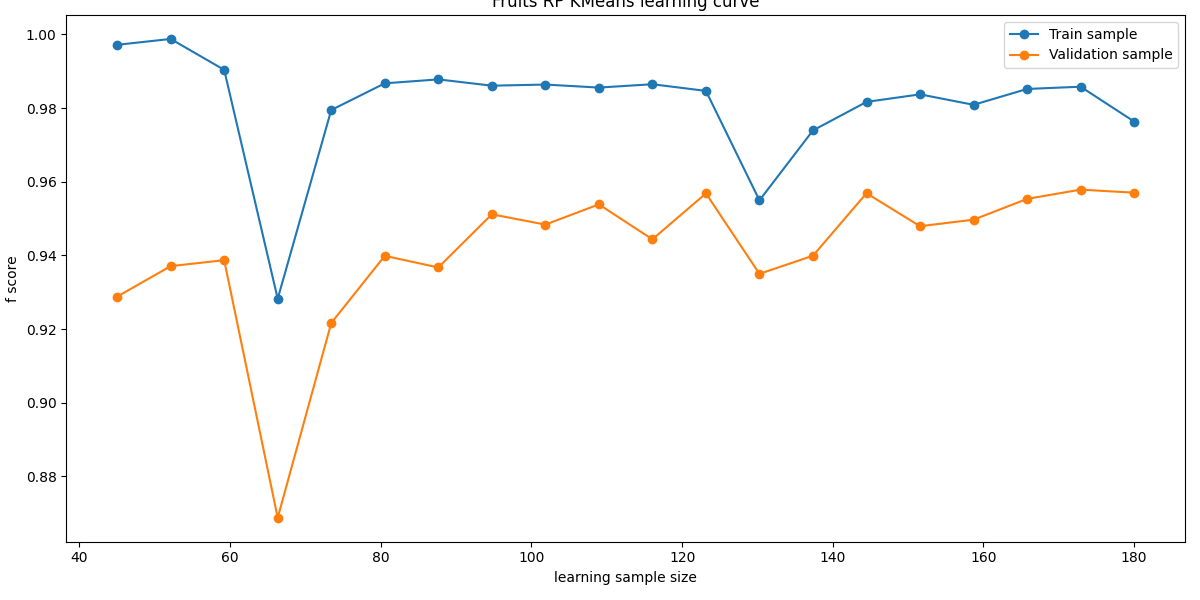 Fruits RP KMeans learning curve
Train sample
Validation sample
1.00
0.98
0.96
0.94
0.92
0.90
0.88
f score
40 60 80 100 120 140 160 180
learning sample size